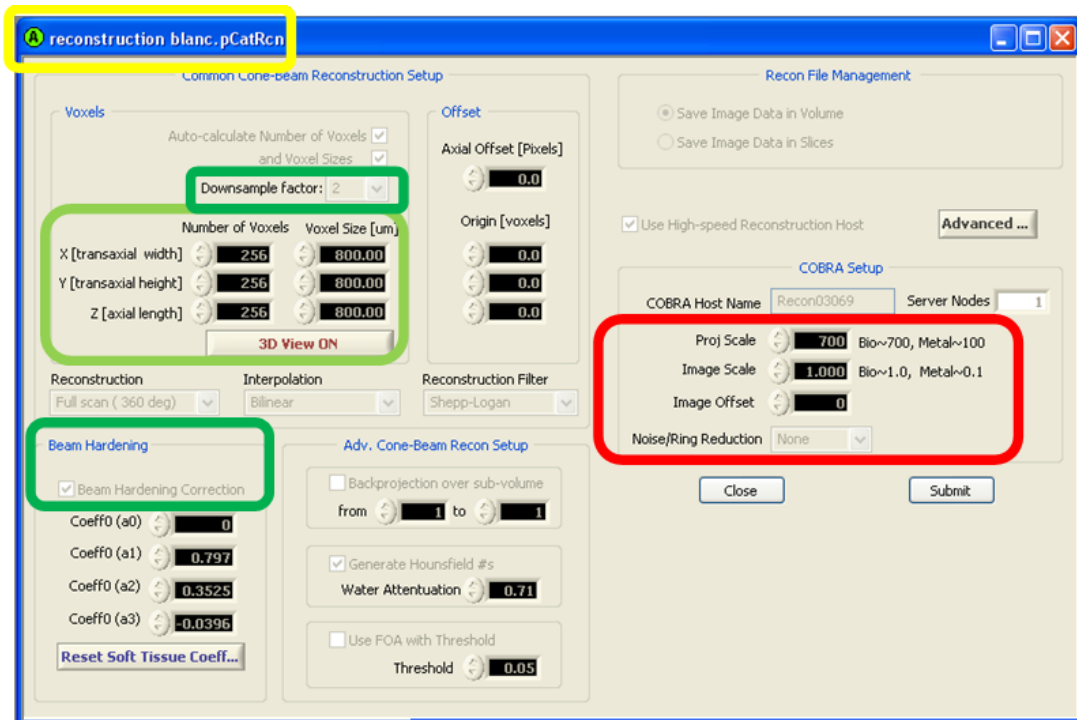 reconstruction blanc.pCatRcn
Common Cone-Beam Reconstruction Setup
Voxels
Auto-calculate Number of Voxels
and Voxel Sizes
Downsample factor: 2
Number of Voxels Voxel Size [um]
X [transaxial width] 256 800.00
Y [transaxial height] 256 800.00
Z [axial length] 256 800.00
3D View ON
Offset
Axial Offset [Pixels]
0.0
Origin [voxels]
0.0
0.0
0.0
Reconstruction Interpolation Reconstruction Filter
Full scan ( 360 deg) Bilinear Shepp-Logan
Beam Hardening
Beam Hardening Correction
Coeff0 (a0) 0
Coeff0 (a1) 0.797
Coeff0 (a2) 0.3525
Coeff0 (a3) -0.0396
Reset Soft Tissue Coeff...
Adv. Cone-Beam Recon Setup
Backprojection over sub-volume
from 1 to 1
Generate Hounsfield #s
Water Attentuation 0.71
Use FOA with Threshold
Threshold 0.05
Recon File Management
Save Image Data in Volume
Save Image Data in Slices
Use High-speed Reconstruction Host Advanced ...
COBRA Setup
COBRA Host Name Recon03069 Server Nodes 1
Proj Scale 700 Bio~700, Metal~100
Image Scale 1.000 Bio~1.0, Metal~0.1
Image Offset 0
Noise/Ring Reduction None
Close Submit